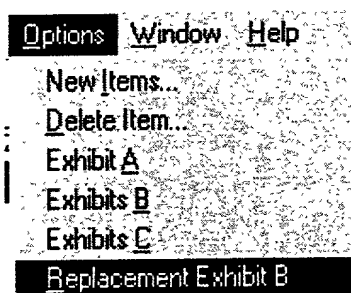 Options Window Help
New Items...
Delete Item...
Exhibit A
Exhibits B
Exhibits C
Replacement Exhibit B